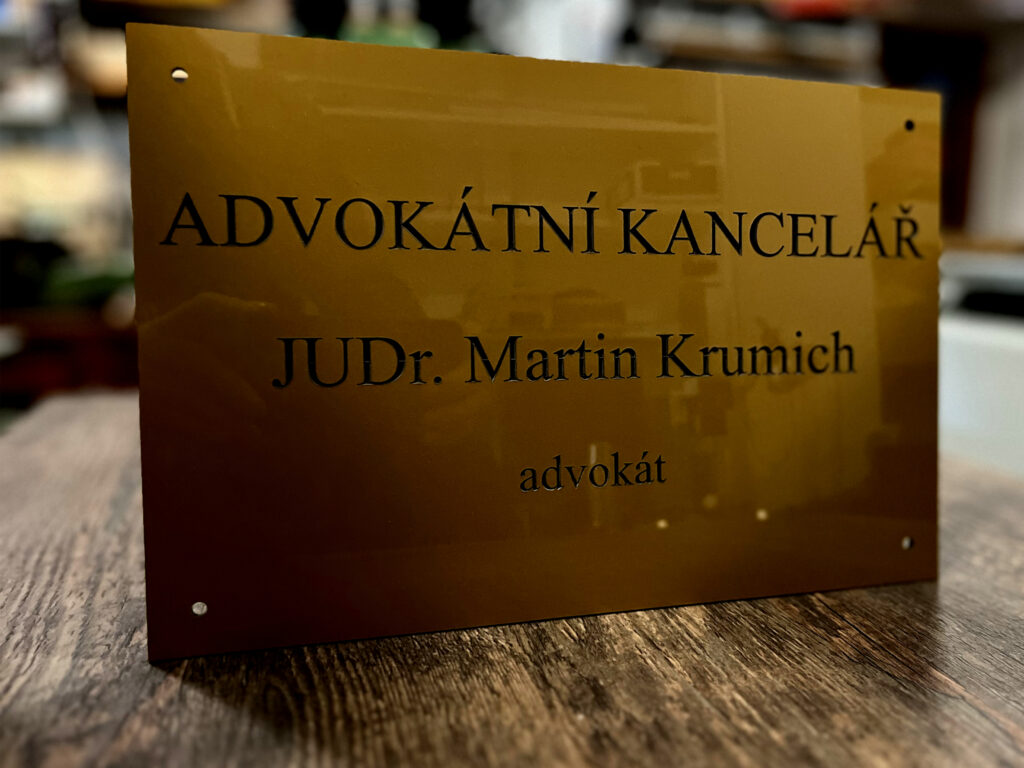 ADVOKÁTNÍ KANCELÁŘ
JUDr. Martin Krumich
advokát